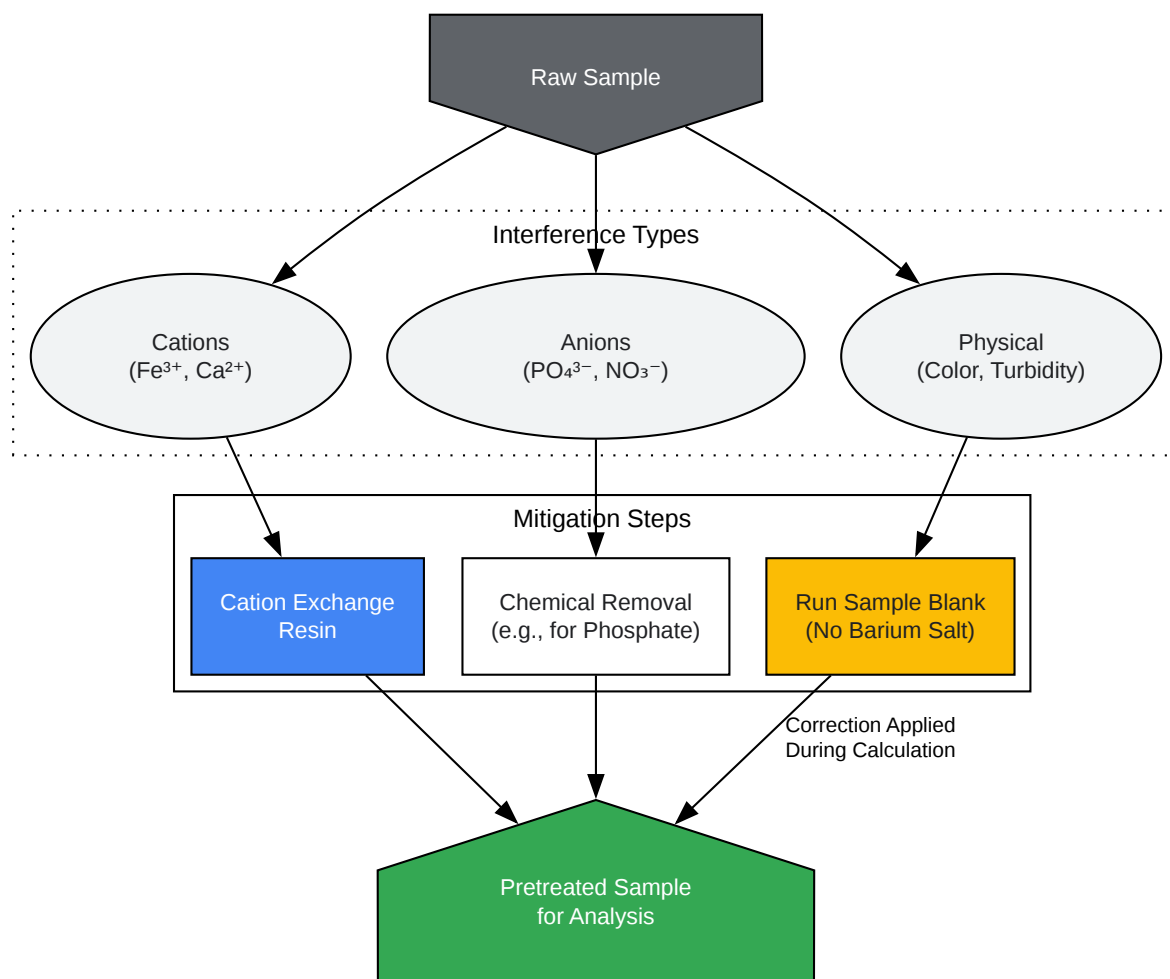 Raw Sample
Interference Types
Cations
(Fe³⁺, Ca²⁺)
Anions
(PO₄³⁻, NO₃⁻)
Physical
(Color, Turbidity)
Mitigation Steps
Cation Exchange
Resin
Chemical Removal
(e.g., for Phosphate)
Run Sample Blank
(No Barium Salt)
Correction Applied
During Calculation
Pretreated Sample
for Analysis